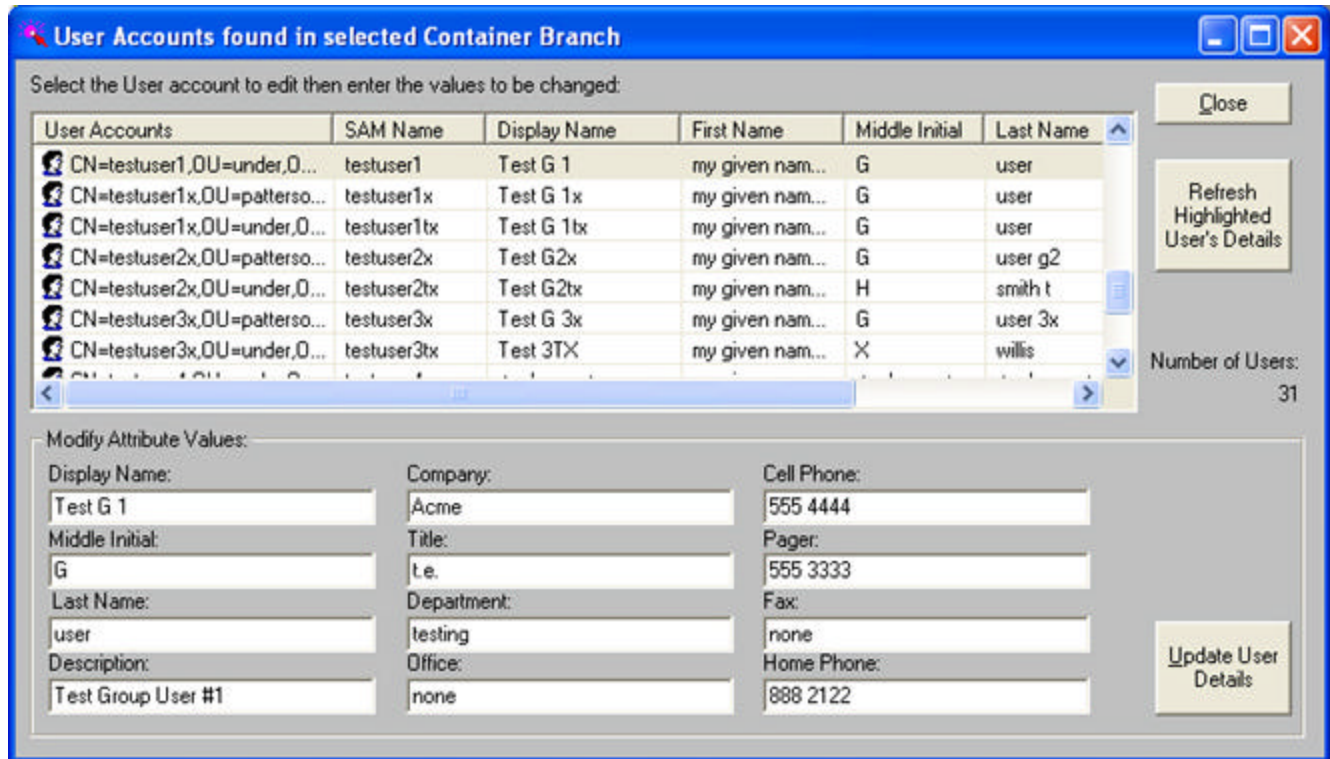 User Accounts found in selected Container Branch
Select the User account to edit then enter the values to be changed:
Close
User Accounts SAM Name Display Name First Name Middle Initial Last Name
CN=testuser1,OU=under,O... testuser1 Test G 1 my given nam... G user
CN=testuser1x,OU=patterso... testuser1x Test G 1x my given nam... G user
CN=testuser1x,OU=under,O... testuser1tx Test G 1tx my given nam... G user
CN=testuser2x,OU=patterso... testuser2x Test G2x my given nam... G user g2
CN=testuser2x,OU=under,O... testuser2tx Test G2tx my given nam... H smith t
CN=testuser3x,OU=patterso... testuser3x Test G 3x my given nam... G user 3x
CN=testuser3x,OU=under,O... testuser3tx Test 3TX my given nam... X willis
Refresh
Highlighted
User's Details
Number of Users:
31
Modify Attribute Values:
Display Name: Company: Cell Phone:
Test G 1 Acme 555 4444
Middle Initial: Title: Pager:
G t.e. 555 3333
Last Name: Department: Fax:
user testing none
Description: Office: Home Phone:
Test Group User #1 none 888 2122
Update User
Details